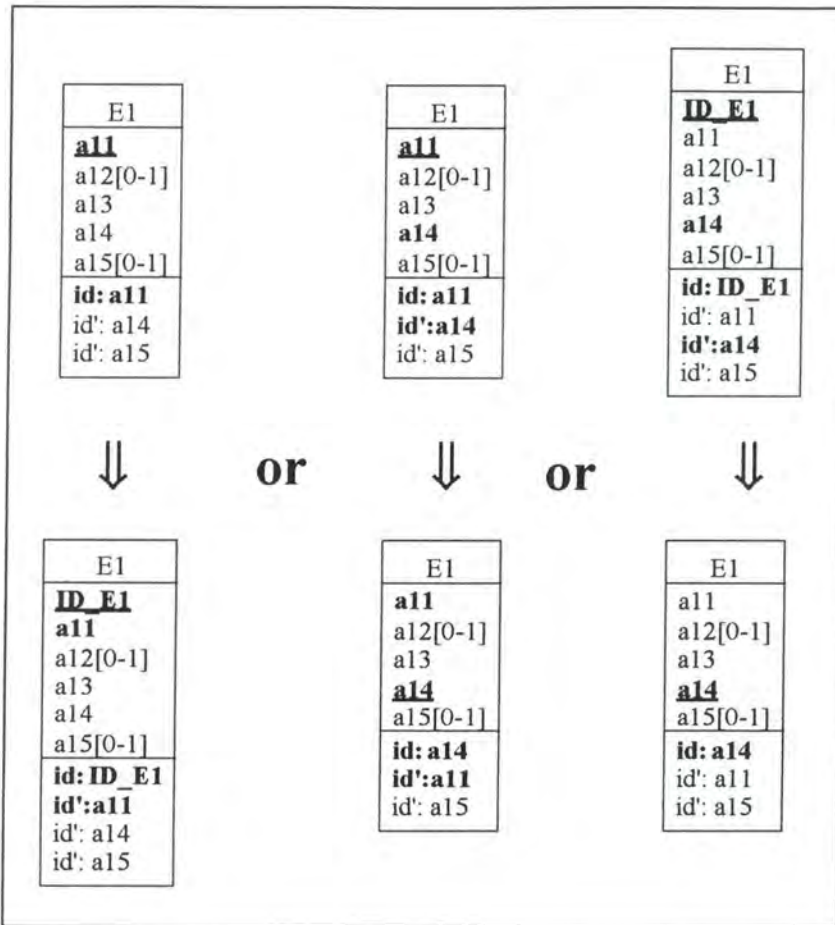 E1
a11
a12[0-1]
a13
a14
a15[0-1]
id: a11
id': a14
id': a15
E1
a11
a12[0-1]
a13
a14
a15[0-1]
id: a11
id':a14
id': a15
E1
ID_E1
a11
a12[0-1]
a13
a14
a15[0-1]
id: ID_E1
id': a11
id':a14
id': a15
⇓ or ⇓ or ⇓
E1
ID_E1
a11
a12[0-1]
a13
a14
a15[0-1]
id: ID_E1
id':a11
id': a14
id': a15
E1
a11
a12[0-1]
a13
a14
a15[0-1]
id: a14
id':a11
id': a15
E1
a11
a12[0-1]
a13
a14
a15[0-1]
id: a14
id': a11
id': a15